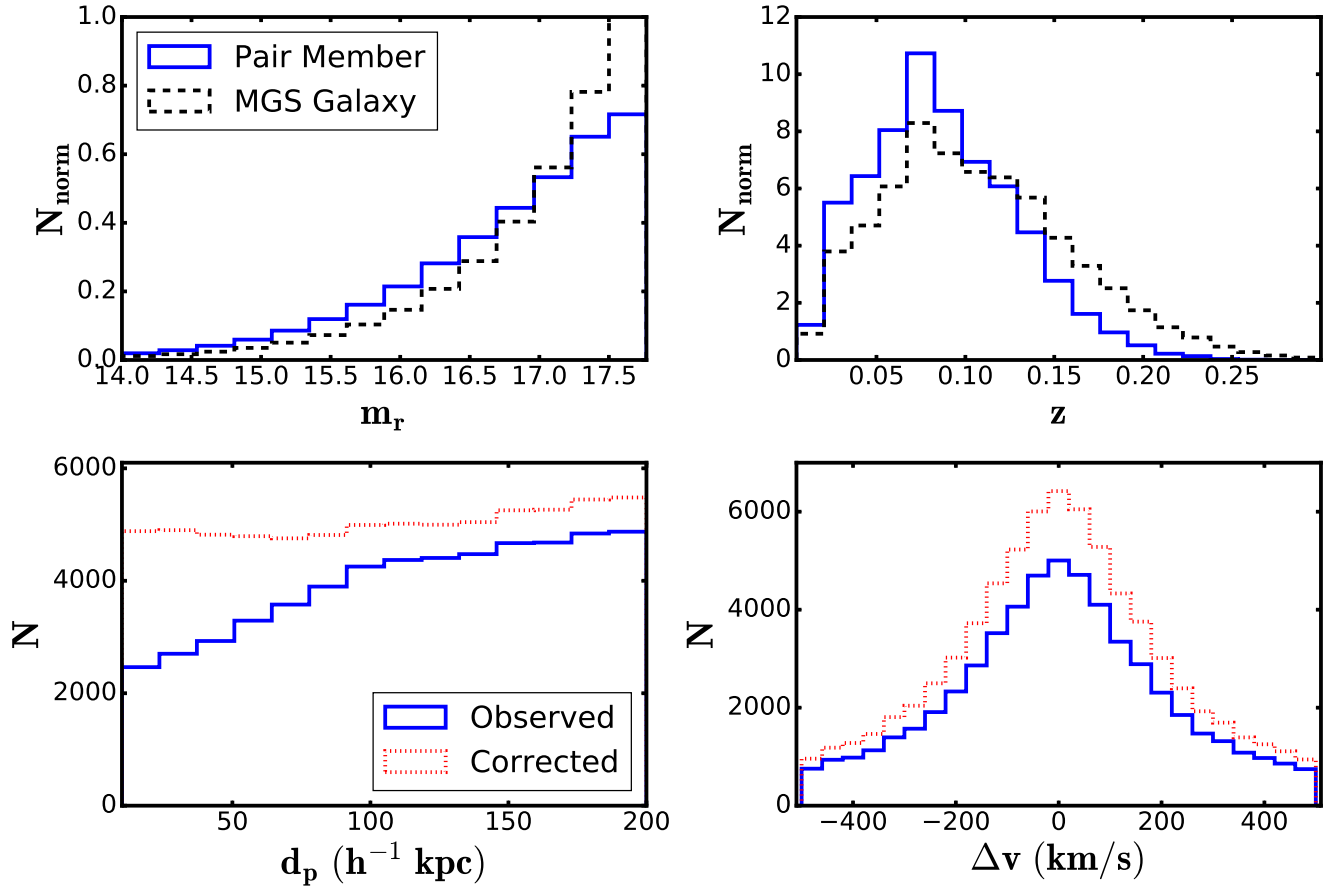 1.0
0.8
0.6
0.4
0.2
0.0
N_norm
Pair Member
MGS Galaxy
14.0 14.5 15.0 15.5 16.0 16.5 17.0 17.5
m_r
12
10
8
6
4
2
0
N_norm
0.05 0.10 0.15 0.20 0.25
z
6000
4000
2000
0
N
Observed
Corrected
50 100 150 200
d_p (h⁻¹ kpc)
6000
4000
2000
0
N
−400 −200 0 200 400
Δv (km/s)